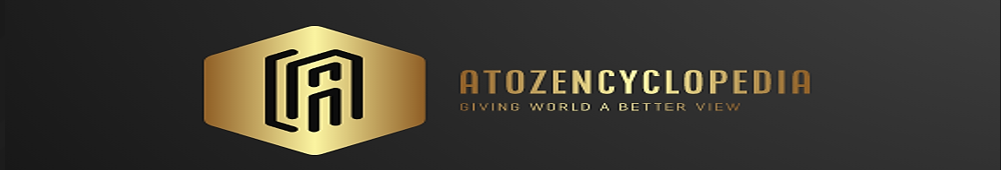 ATOZENCYCLOPEDIA
GIVING WORLD A BETTER VIEW